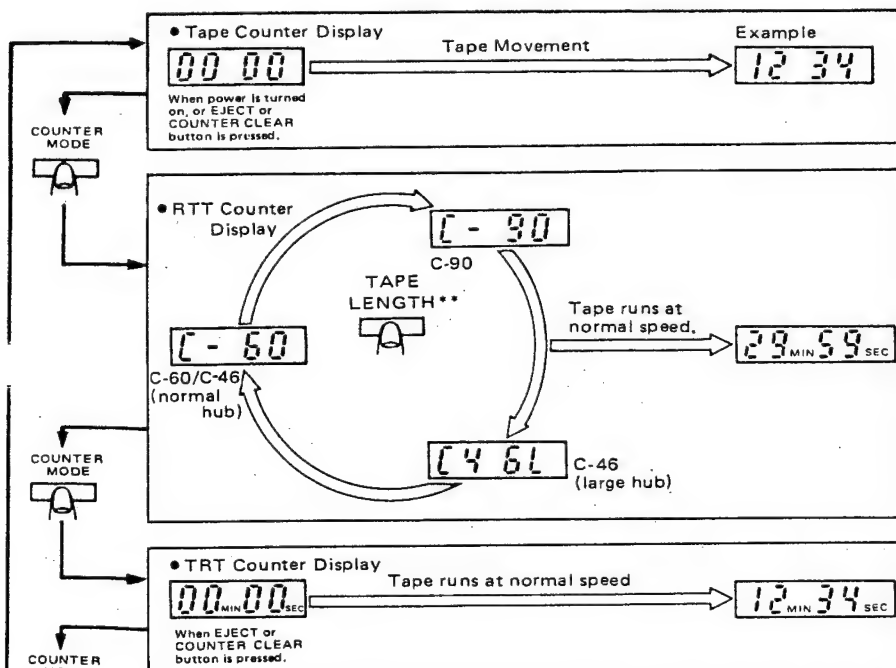 ● Tape Counter Display
00 00
Tape Movement
Example
12 34
When power is turned
on, or EJECT or
COUNTER CLEAR
button is pressed.
COUNTER
MODE
● RTT Counter
Display
C- 90
C-90
TAPE
LENGTH**
C- 60
C-60/C-46
(normal
hub)
Tape runs at
normal speed.
29 MIN 59 SEC
C46L
C-46
(large hub)
COUNTER
MODE
● TRT Counter Display
00 MIN 00 SEC
Tape runs at normal speed
12 MIN 34 SEC
When EJECT or
COUNTER CLEAR
button is pressed.
COUNTER